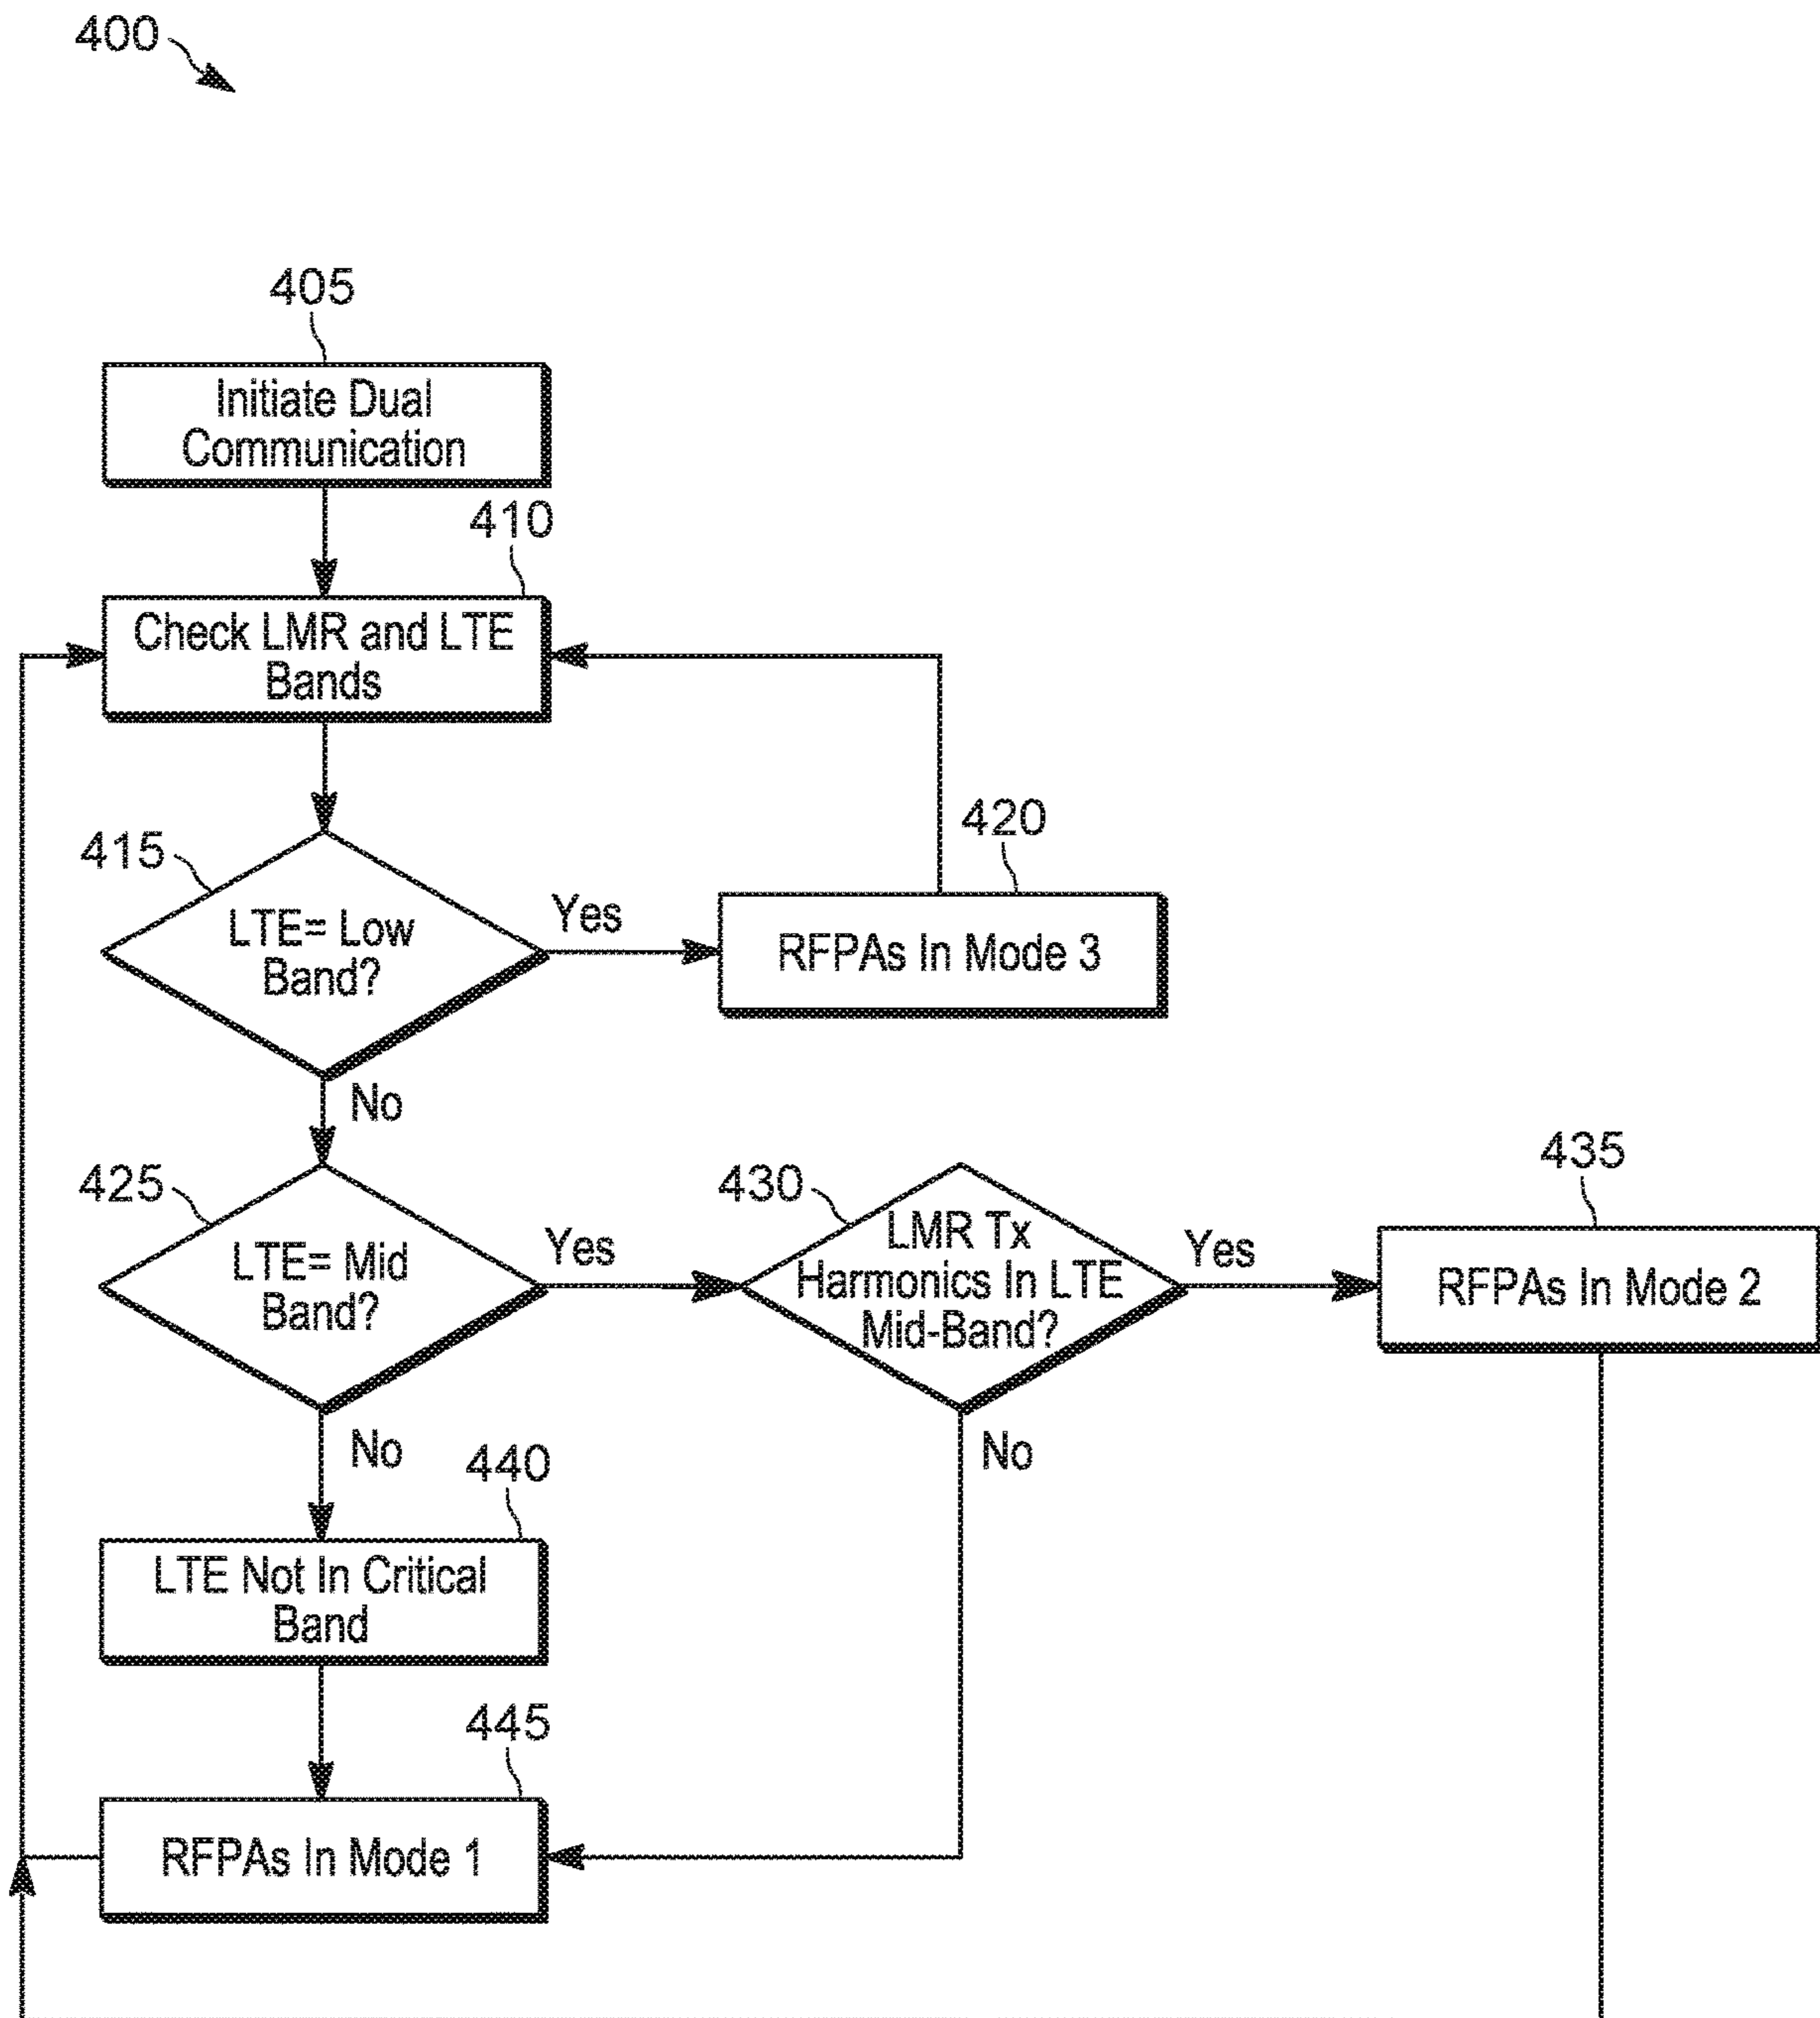 400
405
Initiate Dual
Communication
410
Check LMR and LTE
Bands
415
LTE= Low
Band?
Yes
420
RFPAs In Mode 3
No
425
LTE= Mid
Band?
Yes
430
LMR Tx
Harmonics In LTE
Mid-Band?
Yes
435
RFPAs In Mode 2
No
No
440
LTE Not In Critical
Band
445
RFPAs In Mode 1